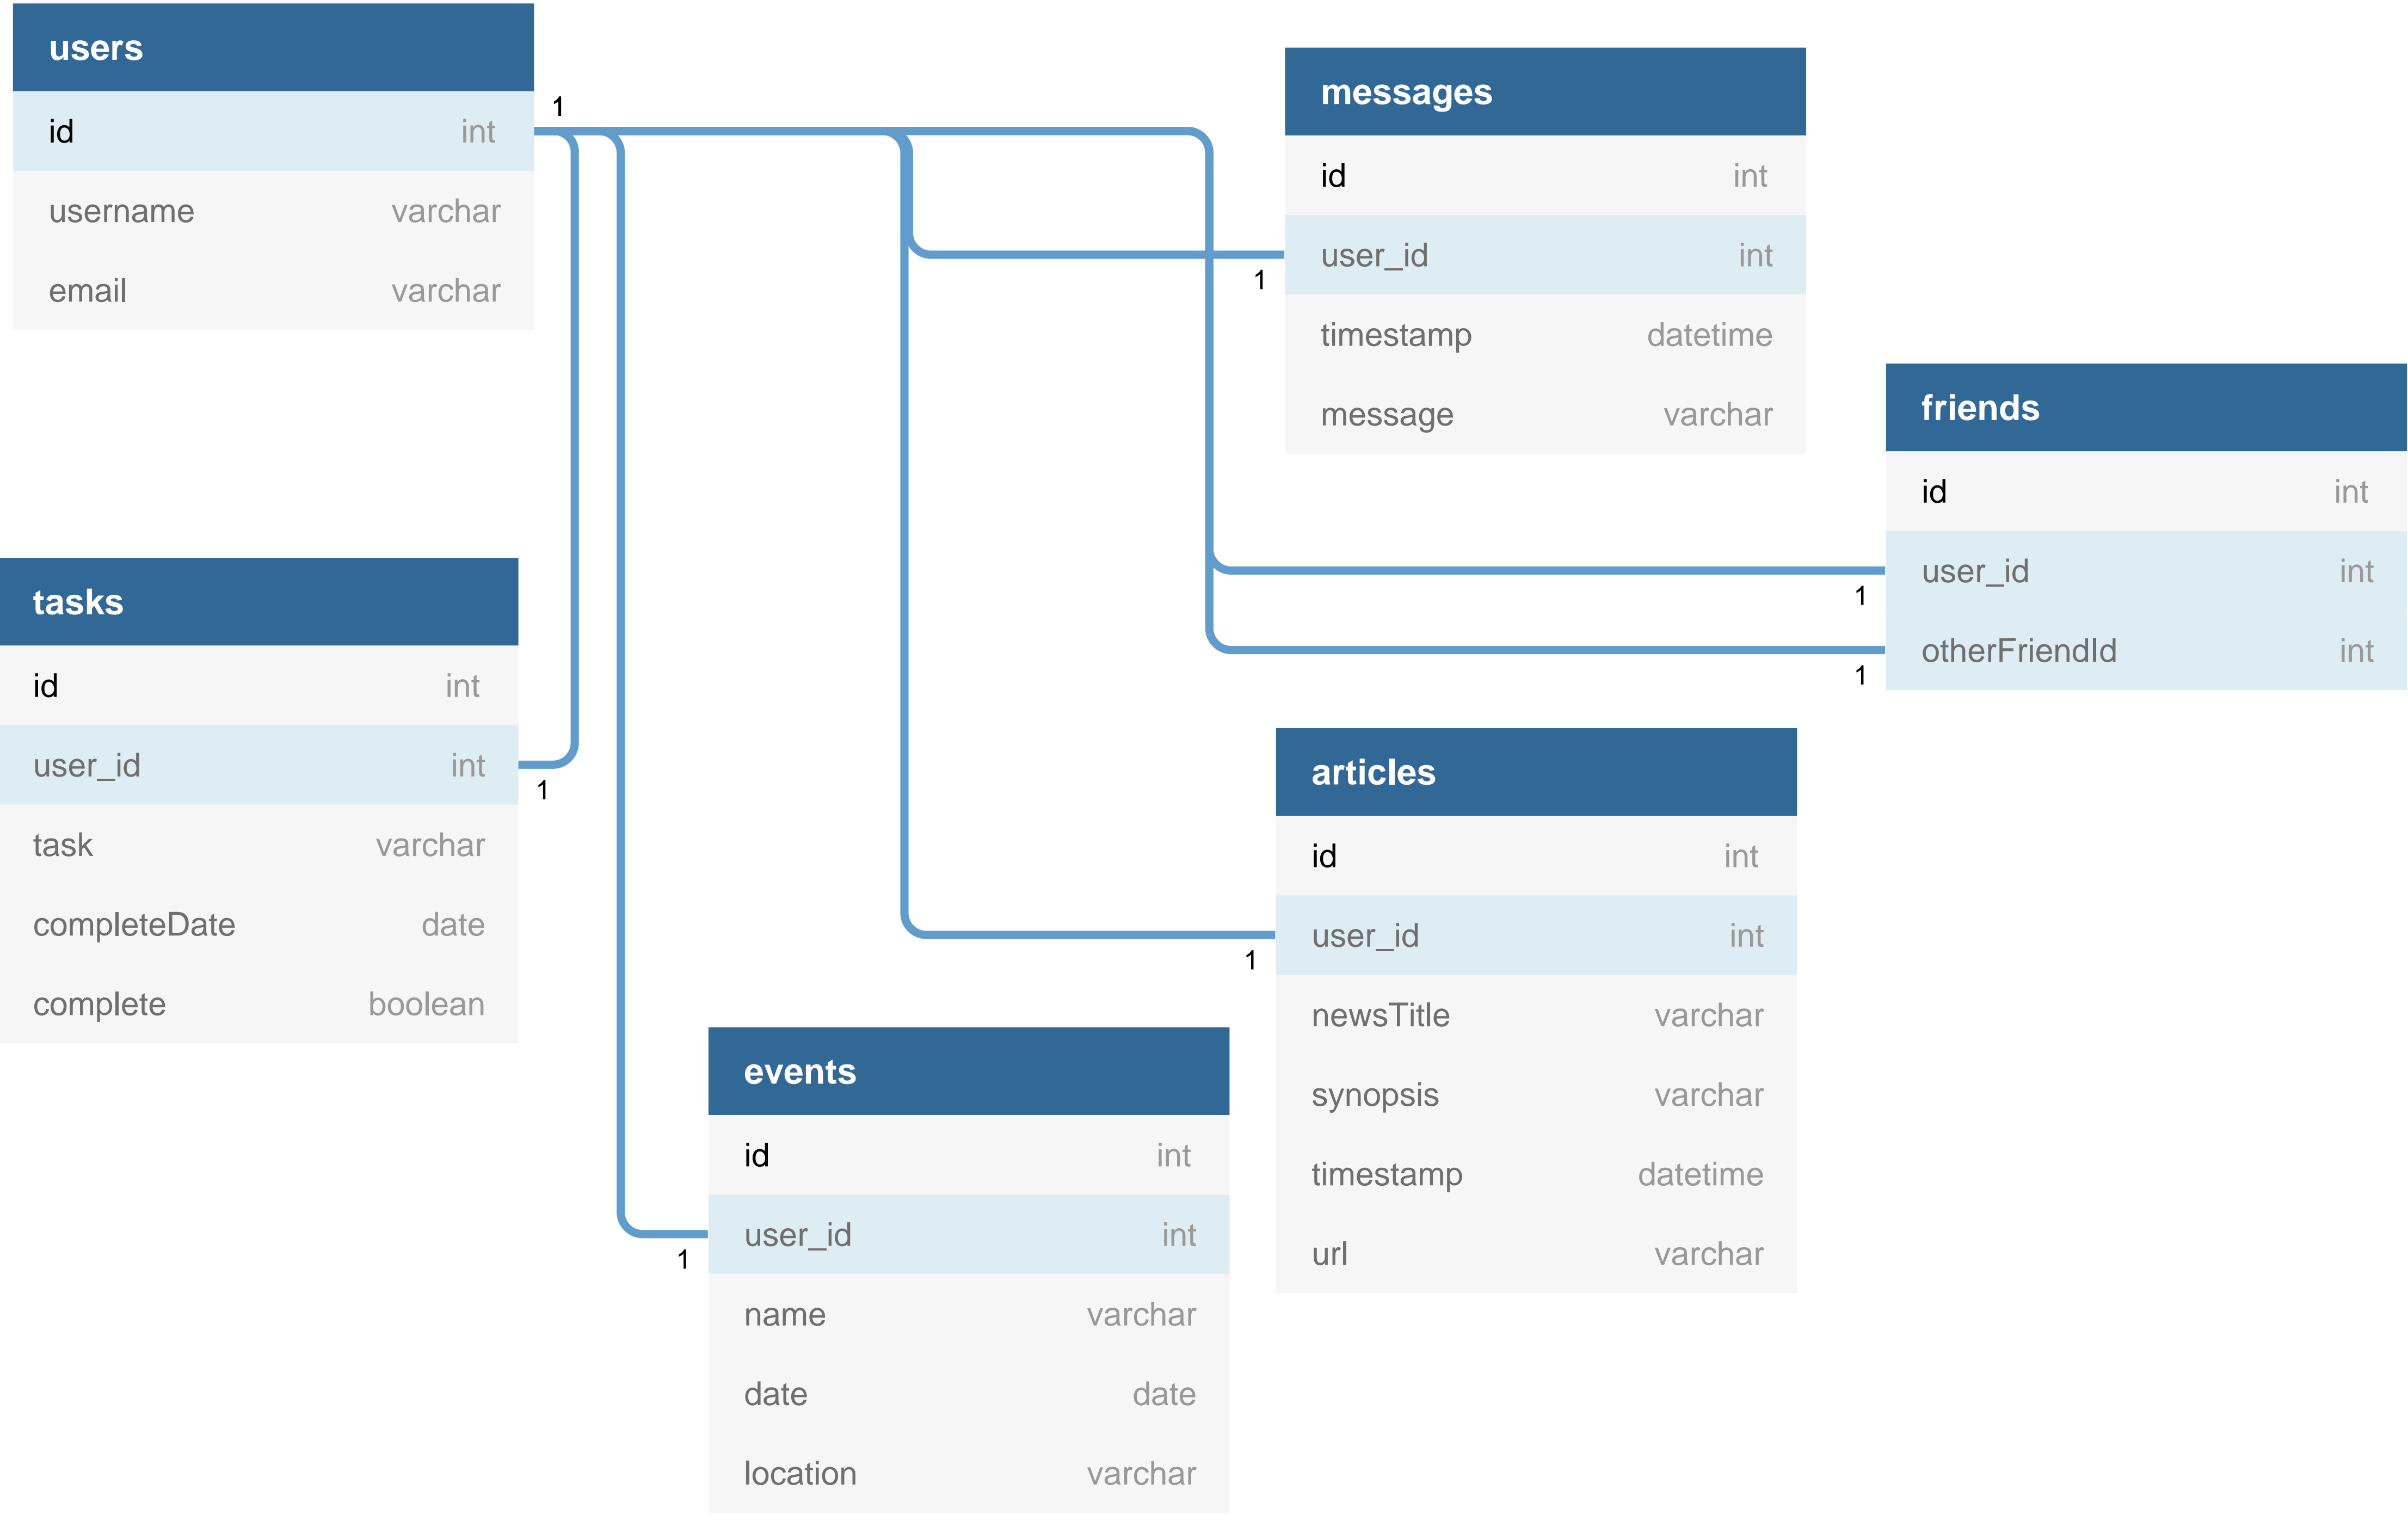 users
id int
username varchar
email varchar
1
messages
id int
user_id int
timestamp datetime
message varchar
1
friends
id int
user_id int
otherFriendId int
1
1
tasks
id int
user_id int
task varchar
completeDate date
complete boolean
1
articles
id int
user_id int
newsTitle varchar
synopsis varchar
timestamp datetime
url varchar
1
events
id int
user_id int
name varchar
date date
location varchar
1